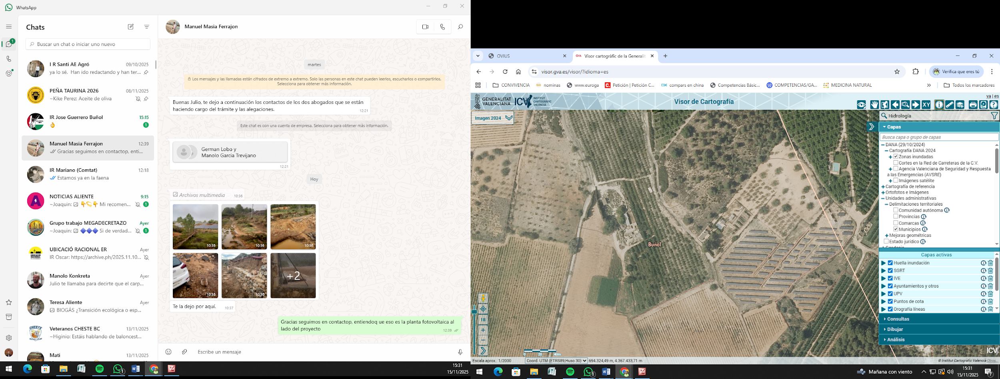 WhatsApp
Chats
Buscar un chat o iniciar uno nuevo
1
I R Santi AE Agró 09/10/2025
ya lo sé. Han ido redactando y han ter...
PEÑA TAURINA 2026 08/11/2025
~Kike Perez: Aceite de oliva
IR Jose Guerrero Buñol 15:15
👌 1
Manuel Masia Ferrajon 12:39
Gracias seguimos en contactop, enti...
IR Mariano (Comtat) 12:18
Estamos ya en la faena
NOTICIAS ALIENTE 9:15
~Joaquin: 👇💫👇 Mi recomen... 1
Grupo trabajo MEGADECRETAZO Ayer
~Joaquin: 🔷🔷🔷 Si de verdad... 1
UBICACIÓ RACIONAL ER Ayer
IR Oscar: https://archive.ph/2025.11.10...
Manolo Konkreta Ayer
Julio te llamaba para decirte que el carp...
Teresa Aliente Ayer
BIOGÁS ¿Transición ecológica o esp...
Veteranos CHESTE BC 13/11/2025
~Higinio: Estáis hablando de baloncest...
Mati 13/11/2025
Manuel Masia Ferrajon
martes
Los mensajes y las llamadas están cifrados de extremo a extremo. Solo las personas en este chat pueden leerlos, escucharlos o compartirlos.
Selecciona para obtener más información.
Buenas Julio, te dejo a continuación los contactos de los dos abogados que se están
haciendo cargo del trámite y las alegaciones.
12:21
Este chat es con una cuenta de empresa. Selecciona para obtener más información.
German Lobo y
Manolo Garcia Trevijano
12:21
Hoy
Archivos multimedia 10:36
10:36 10:36 10:36
10:36 10:36 +2
Te la dejo por aquí. 10:37
Gracias seguimos en contactop, entiendoq ue eso es la planta fotovoltaica al
lado del proyecto
12:39
Escribe un mensaje
1
15:31
15/11/2025
OVIUS
GVA Visor cartogràfic de la Generalit
visor.gva.es/visor/?idioma=es
Verifica que eres tú
CONVIVENCIA
nominas
www.euroga
Petición | Petición C...
compars en china
Competencias Básic...
COMPETENCIAS/GA...
MEDICINA NATURAL
Todos los marcadores
GENERALITAT
VALENCIANA
ICV
INSTITUT
CARTOGRÀFIC
VALENCIÀ
Visor de Cartografía
va | es
XY
Imagen 2024
Hidrología
Capas
Busca capa o grupo de capas
DANA (29/10/2024)
Cartografía DANA 2024
Zonas inundadas
Cortes en la Red de Carreteras de la C.V.
Agencia Valenciana de Seguridad y Respuesta
a las Emergencias (AVSRE)
Imágenes satélite
Cartografía de referencia
Ortofotos e Imágenes
Unidades administrativas
Delimitaciones territoriales
Comunidad autónoma
Provincias
Comarcas
Municipios
Mejoras geométricas
Estado jurídico
Capas activas
Huella inundación
SGRT
IVE
Ayuntamientos y otros
UPV
Puntos de cota
Orografía líneas
Consultas
Dibujar
Análisis
Buñol
18
0 20 40m
ICV
Escala aprox.: 1/2000
Coord. UTM (ETRS89,Huso 30)
694.324,49 m, 4.367.433,71 m
© Institut Cartogràfic Valencià Otros...
1
Mañana con viento
15:31
15/11/2025
7